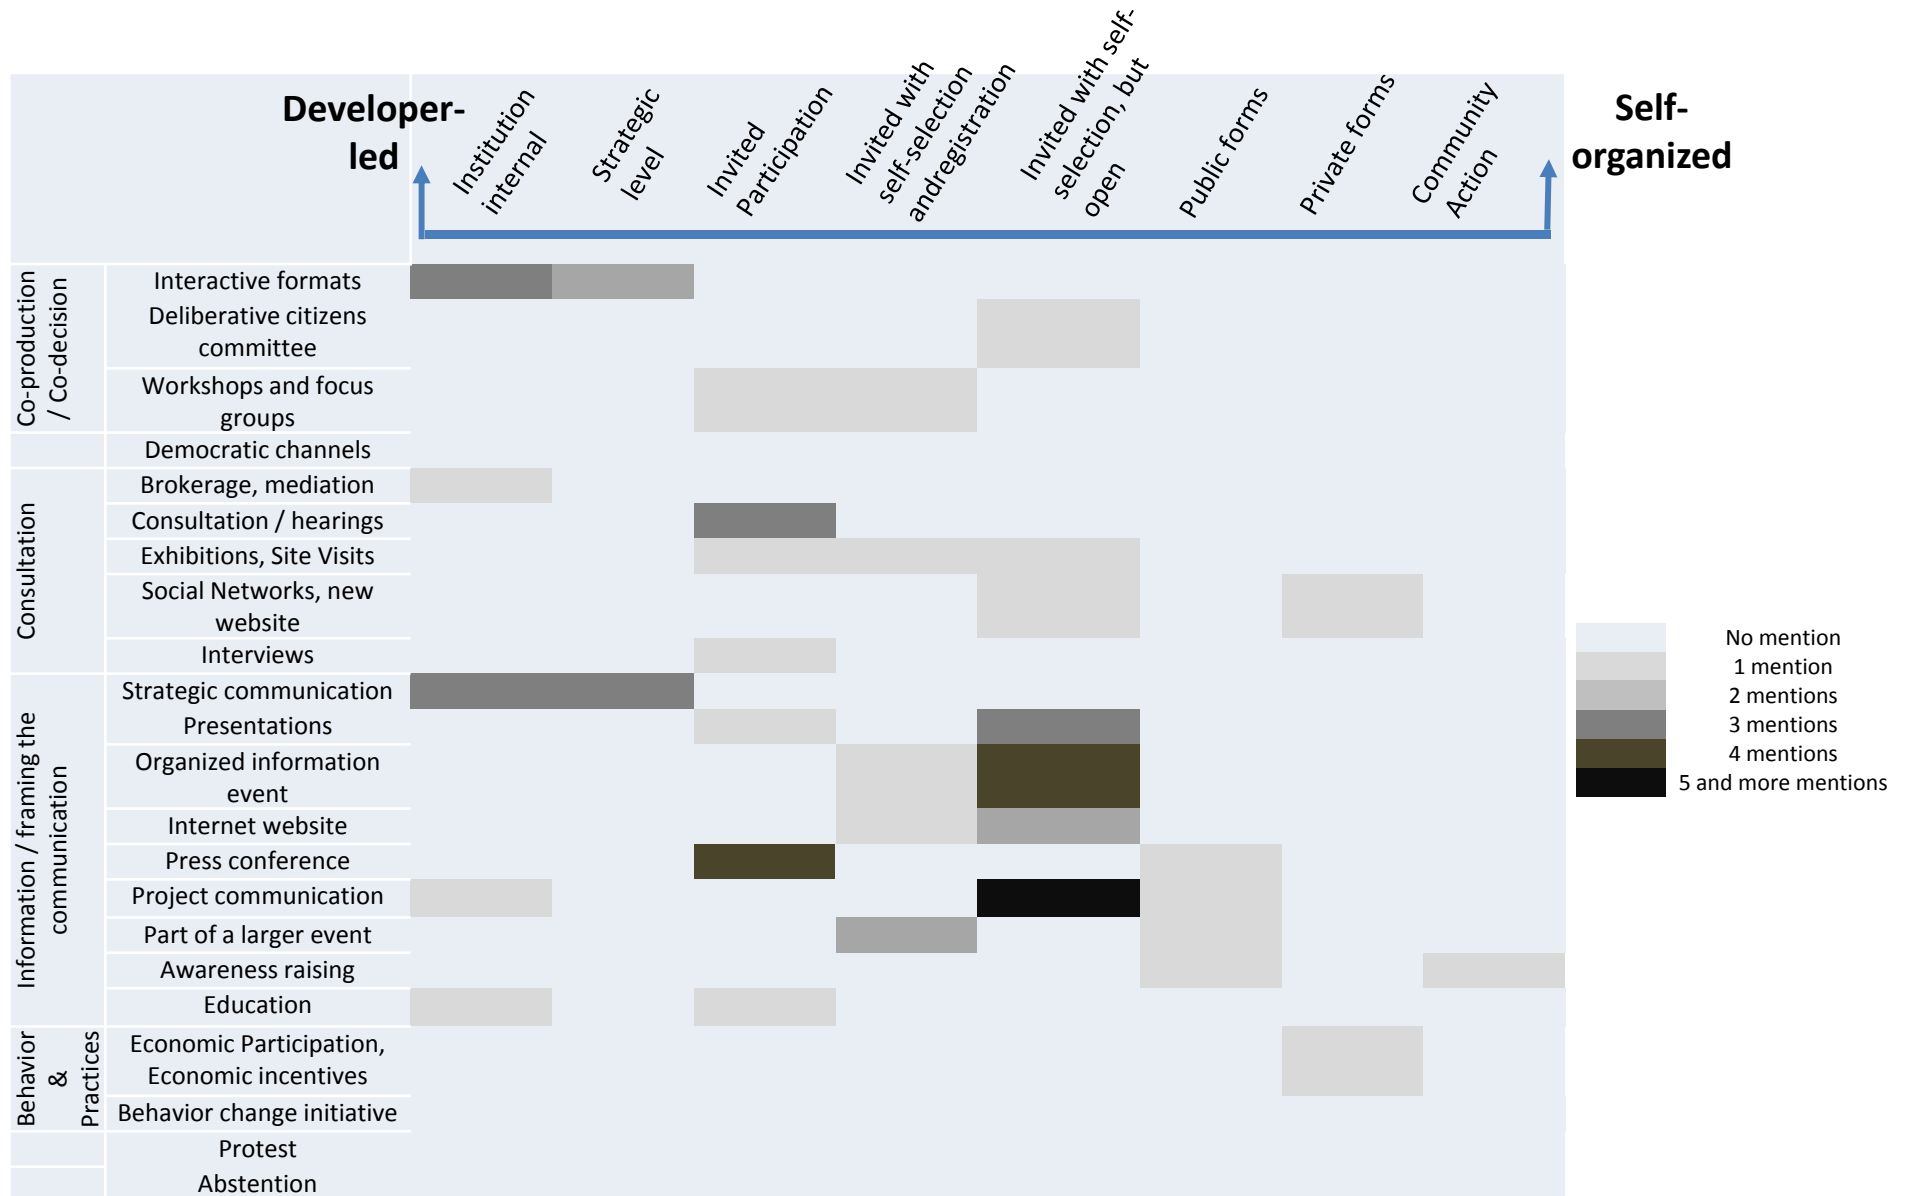 Developer-
led
Institution
internal
Strategic
level
Invited
Participation
Invited with
self-selection
andregistration
Invited with self-
selection, but
open
Public forms
Private forms
Community
Action
Self-
organized
Co-production
/ Co-decision
Interactive formats
Deliberative citizens
committee
Workshops and focus
groups
Democratic channels
Consultation
Brokerage, mediation
Consultation / hearings
Exhibitions, Site Visits
Social Networks, new
website
Interviews
Information / framing the
communication
Strategic communication
Presentations
Organized information
event
Internet website
Press conference
Project communication
Part of a larger event
Awareness raising
Education
Behavior
&
Practices
Economic Participation,
Economic incentives
Behavior change initiative
Protest
Abstention
No mention
1 mention
2 mentions
3 mentions
4 mentions
5 and more mentions